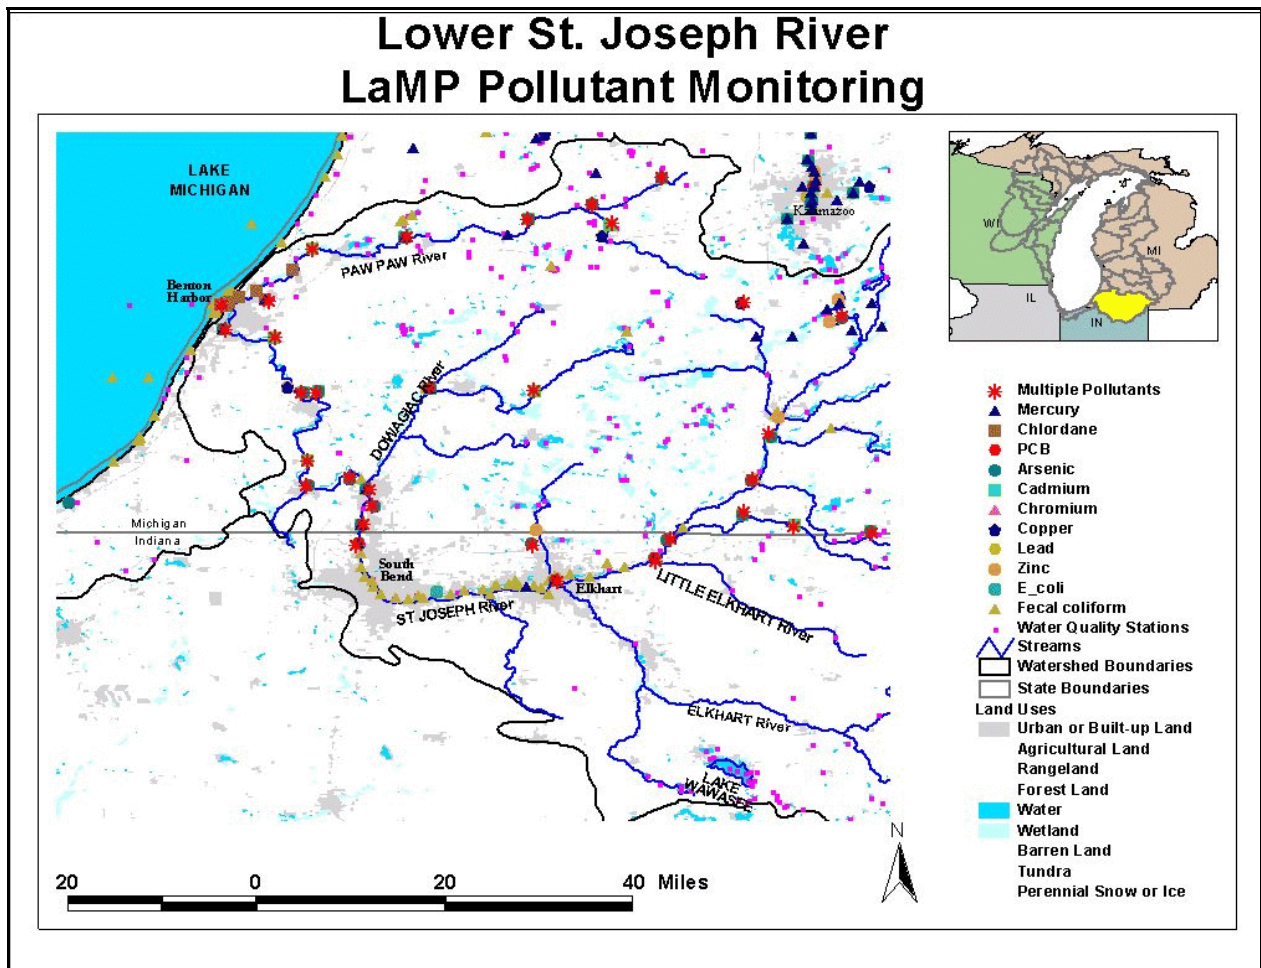 Lower St. Joseph River
LaMP Pollutant Monitoring
LAKE
MICHIGAN
Kalamazoo
Benton
Harbor
PAW PAW River
DOWAGIAC River
Michigan
Indiana
South
Bend
Elkhart
ST JOSEPH River
LITTLE ELKHART River
ELKHART River
LAKE
WAWASEE
WI
MI
IL
IN
Multiple Pollutants
Mercury
Chlordane
PCB
Arsenic
Cadmium
Chromium
Copper
Lead
Zinc
E_coli
Fecal coliform
Water Quality Stations
Streams
Watershed Boundaries
State Boundaries
Land Uses
Urban or Built-up Land
Agricultural Land
Rangeland
Forest Land
Water
Wetland
Barren Land
Tundra
Perennial Snow or Ice
N
20 0 20 40 Miles